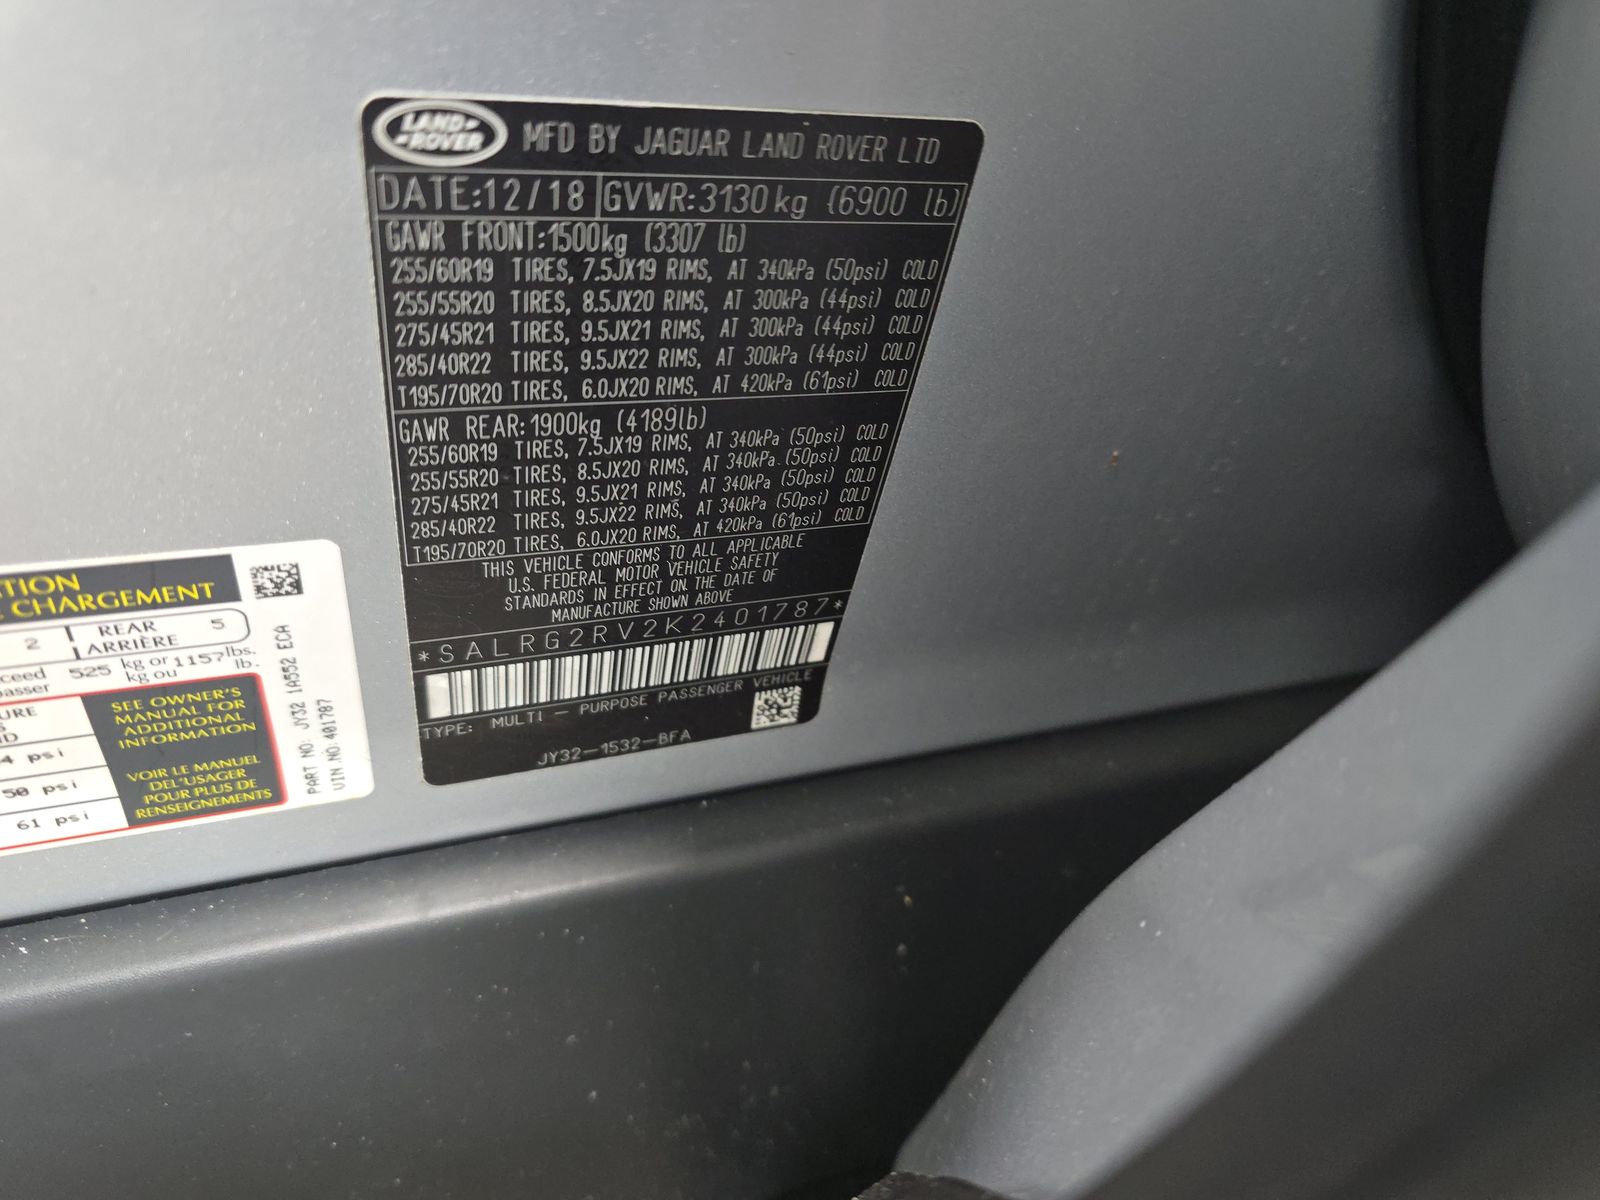 LAND
ROVER
MFD BY JAGUAR LAND ROVER LTD
DATE:12/18 GVWR:3130 kg (6900 lb)
GAWR FRONT:1500kg (3307 lb)
255/60R19 TIRES, 7.5JX19 RIMS, AT 340kPa (50psi) COLD
255/55R20 TIRES, 8.5JX20 RIMS, AT 300kPa (44psi) COLD
275/45R21 TIRES, 9.5JX21 RIMS, AT 300kPa (44psi) COLD
285/40R22 TIRES, 9.5JX22 RIMS, AT 300kPa (44psi) COLD
T195/70R20 TIRES, 6.0JX20 RIMS, AT 420kPa (61psi) COLD
GAWR REAR:1900kg (4189lb)
255/60R19 TIRES, 7.5JX19 RIMS, AT 340kPa (50psi) COLD
255/55R20 TIRES, 8.5JX20 RIMS, AT 340kPa (50psi) COLD
275/45R21 TIRES, 9.5JX21 RIMS, AT 340kPa (50psi) COLD
285/40R22 TIRES, 9.5JX22 RIMS, AT 340kPa (50psi) COLD
T195/70R20 TIRES, 6.0JX20 RIMS, AT 420kPa (61psi) COLD
THIS VEHICLE CONFORMS TO ALL APPLICABLE
U.S. FEDERAL MOTOR VEHICLE SAFETY
STANDARDS IN EFFECT ON THE DATE OF
MANUFACTURE SHOWN ABOVE
*SALRG2RV2K2401787*
TYPE: MULTI - PURPOSE PASSENGER VEHICLE
JY32-1532-BFA
TION
CHARGEMENT
2 REAR 5
ARRIÈRE
ceed 525 kg or 1157 lbs.
passer kg ou lb.
URE
S
ID
4 psi
50 psi
61 psi
SEE OWNER'S
MANUAL FOR
ADDITIONAL
INFORMATION
VOIR LE MANUEL
DEL'USAGER
POUR PLUS DE
RENSEIGNEMENTS
PART NO: JY32 1A552 ECA
VIN.NO:401787